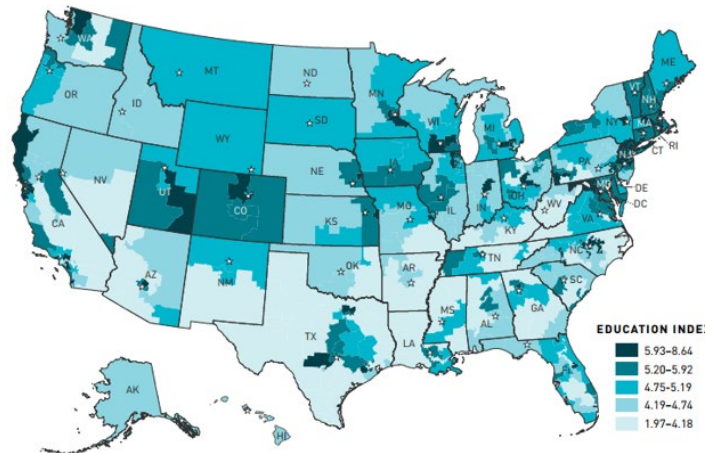 WA
MT
ND
OR
ID
MN
SD
WY
WI
MI
ME
VT
NH
NY
MA
CT
RI
NE
IA
PA
NJ
NV
UT
CO
KS
MO
IL
IN
OH
WV
MD
DE
DC
CA
KY
VA
AZ
NM
OK
AR
TN
NC
SC
TX
LA
MS
AL
GA
FL
AK
HI
EDUCATION INDEX
5.93–8.64
5.20–5.92
4.75–5.19
4.19–4.74
1.97–4.18